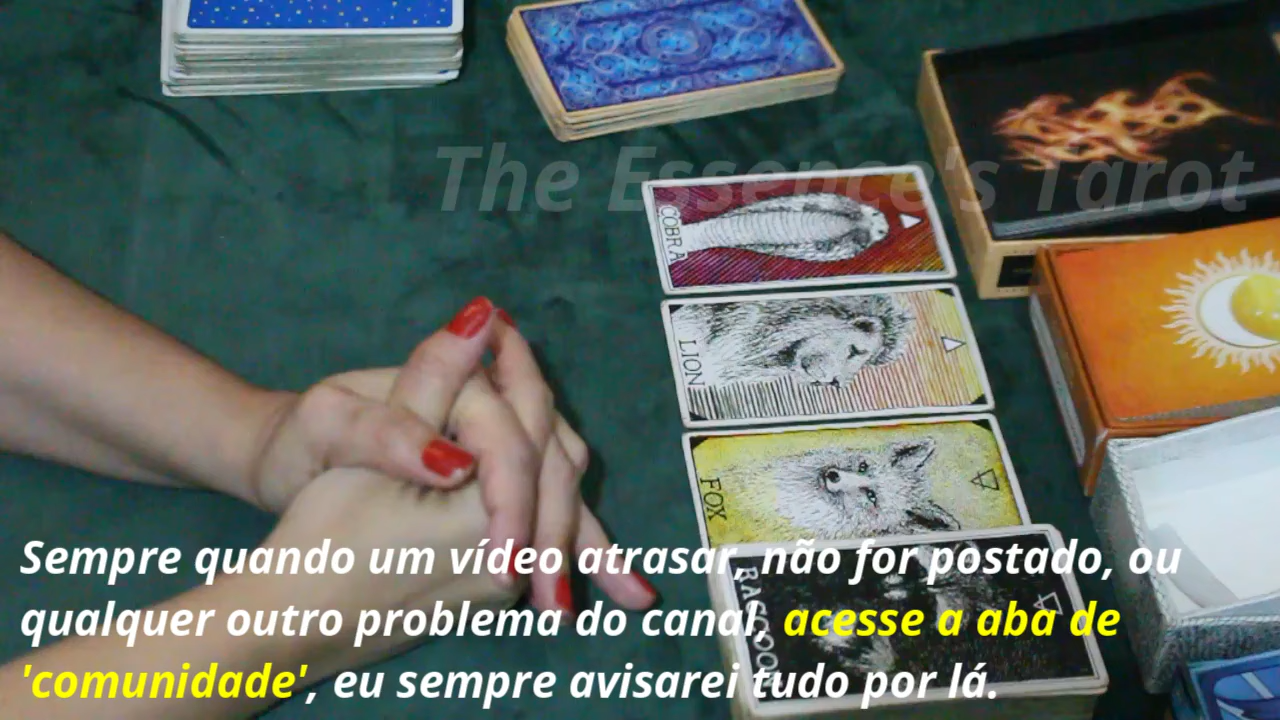 The Essence's Tarot
COBRA
LION
FOX
RACCOON
Sempre quando um vídeo atrasar, não for postado, ou
qualquer outro problema do canal, acesse a aba de
'comunidade', eu sempre avisarei tudo por lá.